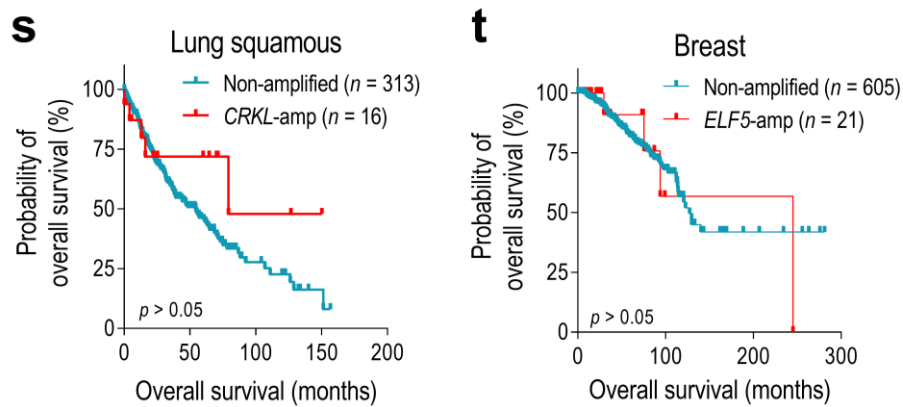 s
Lung squamous
Non-amplified (n = 313)
CRKL-amp (n = 16)
Probability of
overall survival (%)
100
75
50
25
0
p > 0.05
0 50 100 150 200
Overall survival (months)
t
Breast
Non-amplified (n = 605)
ELF5-amp (n = 21)
Probability of
overall survival (%)
100
75
50
25
0
p > 0.05
0 100 200 300
Overall survival (months)